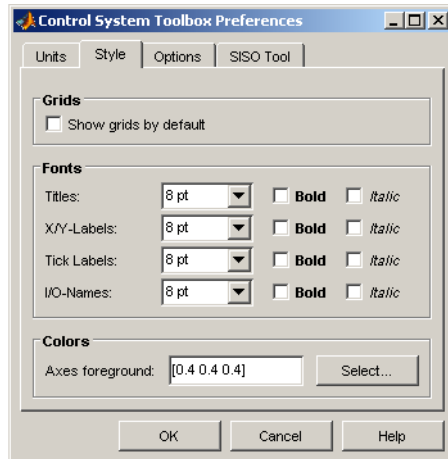 Control System Toolbox Preferences
Units Style Options SISO Tool
Grids
Show grids by default
Fonts
Titles: 8 pt Bold Italic
X/Y-Labels: 8 pt Bold Italic
Tick Labels: 8 pt Bold Italic
I/O-Names: 8 pt Bold Italic
Colors
Axes foreground: [0.4 0.4 0.4] Select...
OK Cancel Help